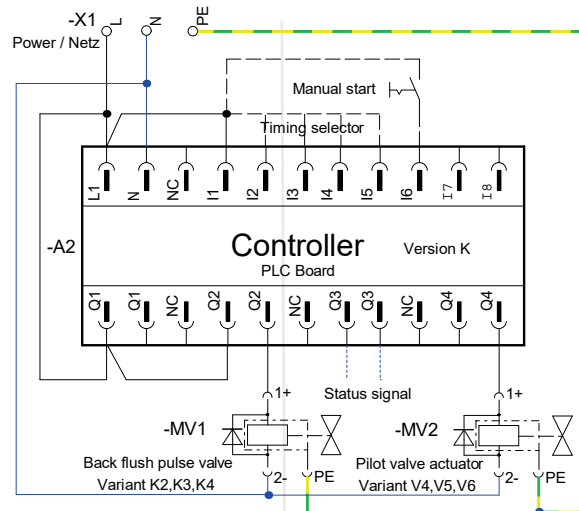 -X1 L N PE
Power / Netz
Manual start
Timing selector
L1 N NC I1 I2 I3 I4 I5 I6 I7 I8
-A2 Controller Version K
PLC Board
Q1 Q1 NC Q2 Q2 NC Q3 Q3 NC Q4 Q4
Status signal
1+ 1+
-MV1 -MV2
Back flush pulse valve 2- PE Pilot valve actuator 2- PE
Variant K2,K3,K4 Variant V4,V5,V6